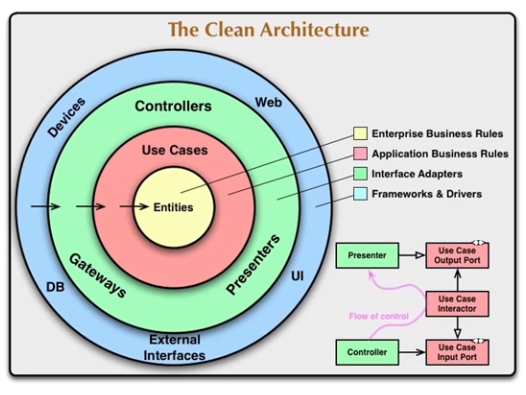 The Clean Architecture
Devices
Controllers
Web
Use Cases
Entities
Gateways
Presenters
DB
UI
External
Interfaces
Enterprise Business Rules
Application Business Rules
Interface Adapters
Frameworks & Drivers
Presenter
Use Case
Output Port
Flow of control
Use Case
Interactor
Controller
Use Case
Input Port